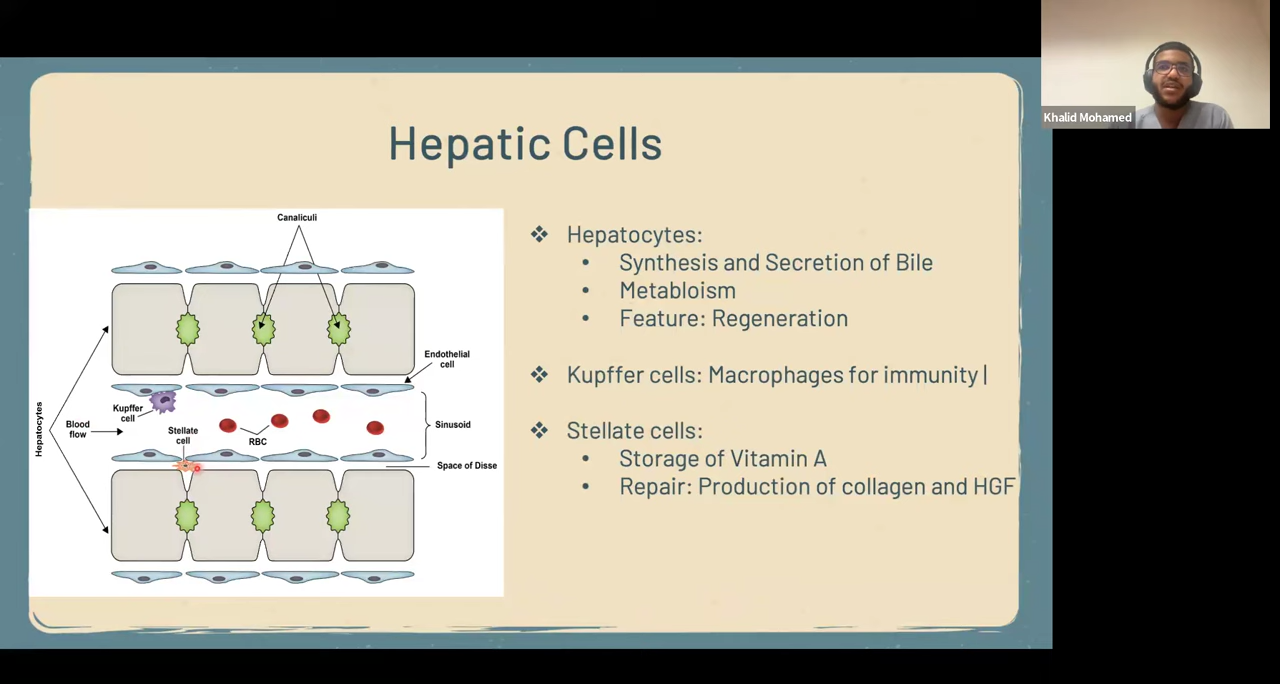 Khalid Mohamed
Hepatic Cells
Canaliculi
Endothelial
cell
Hepatocytes
Kupffer
cell
Blood
flow
Stellate
cell
RBC
Sinusoid
Space of Disse
❖ Hepatocytes:
• Synthesis and Secretion of Bile
• Metabloism
• Feature: Regeneration
❖ Kupffer cells: Macrophages for immunity |
❖ Stellate cells:
• Storage of Vitamin A
• Repair: Production of collagen and HGF